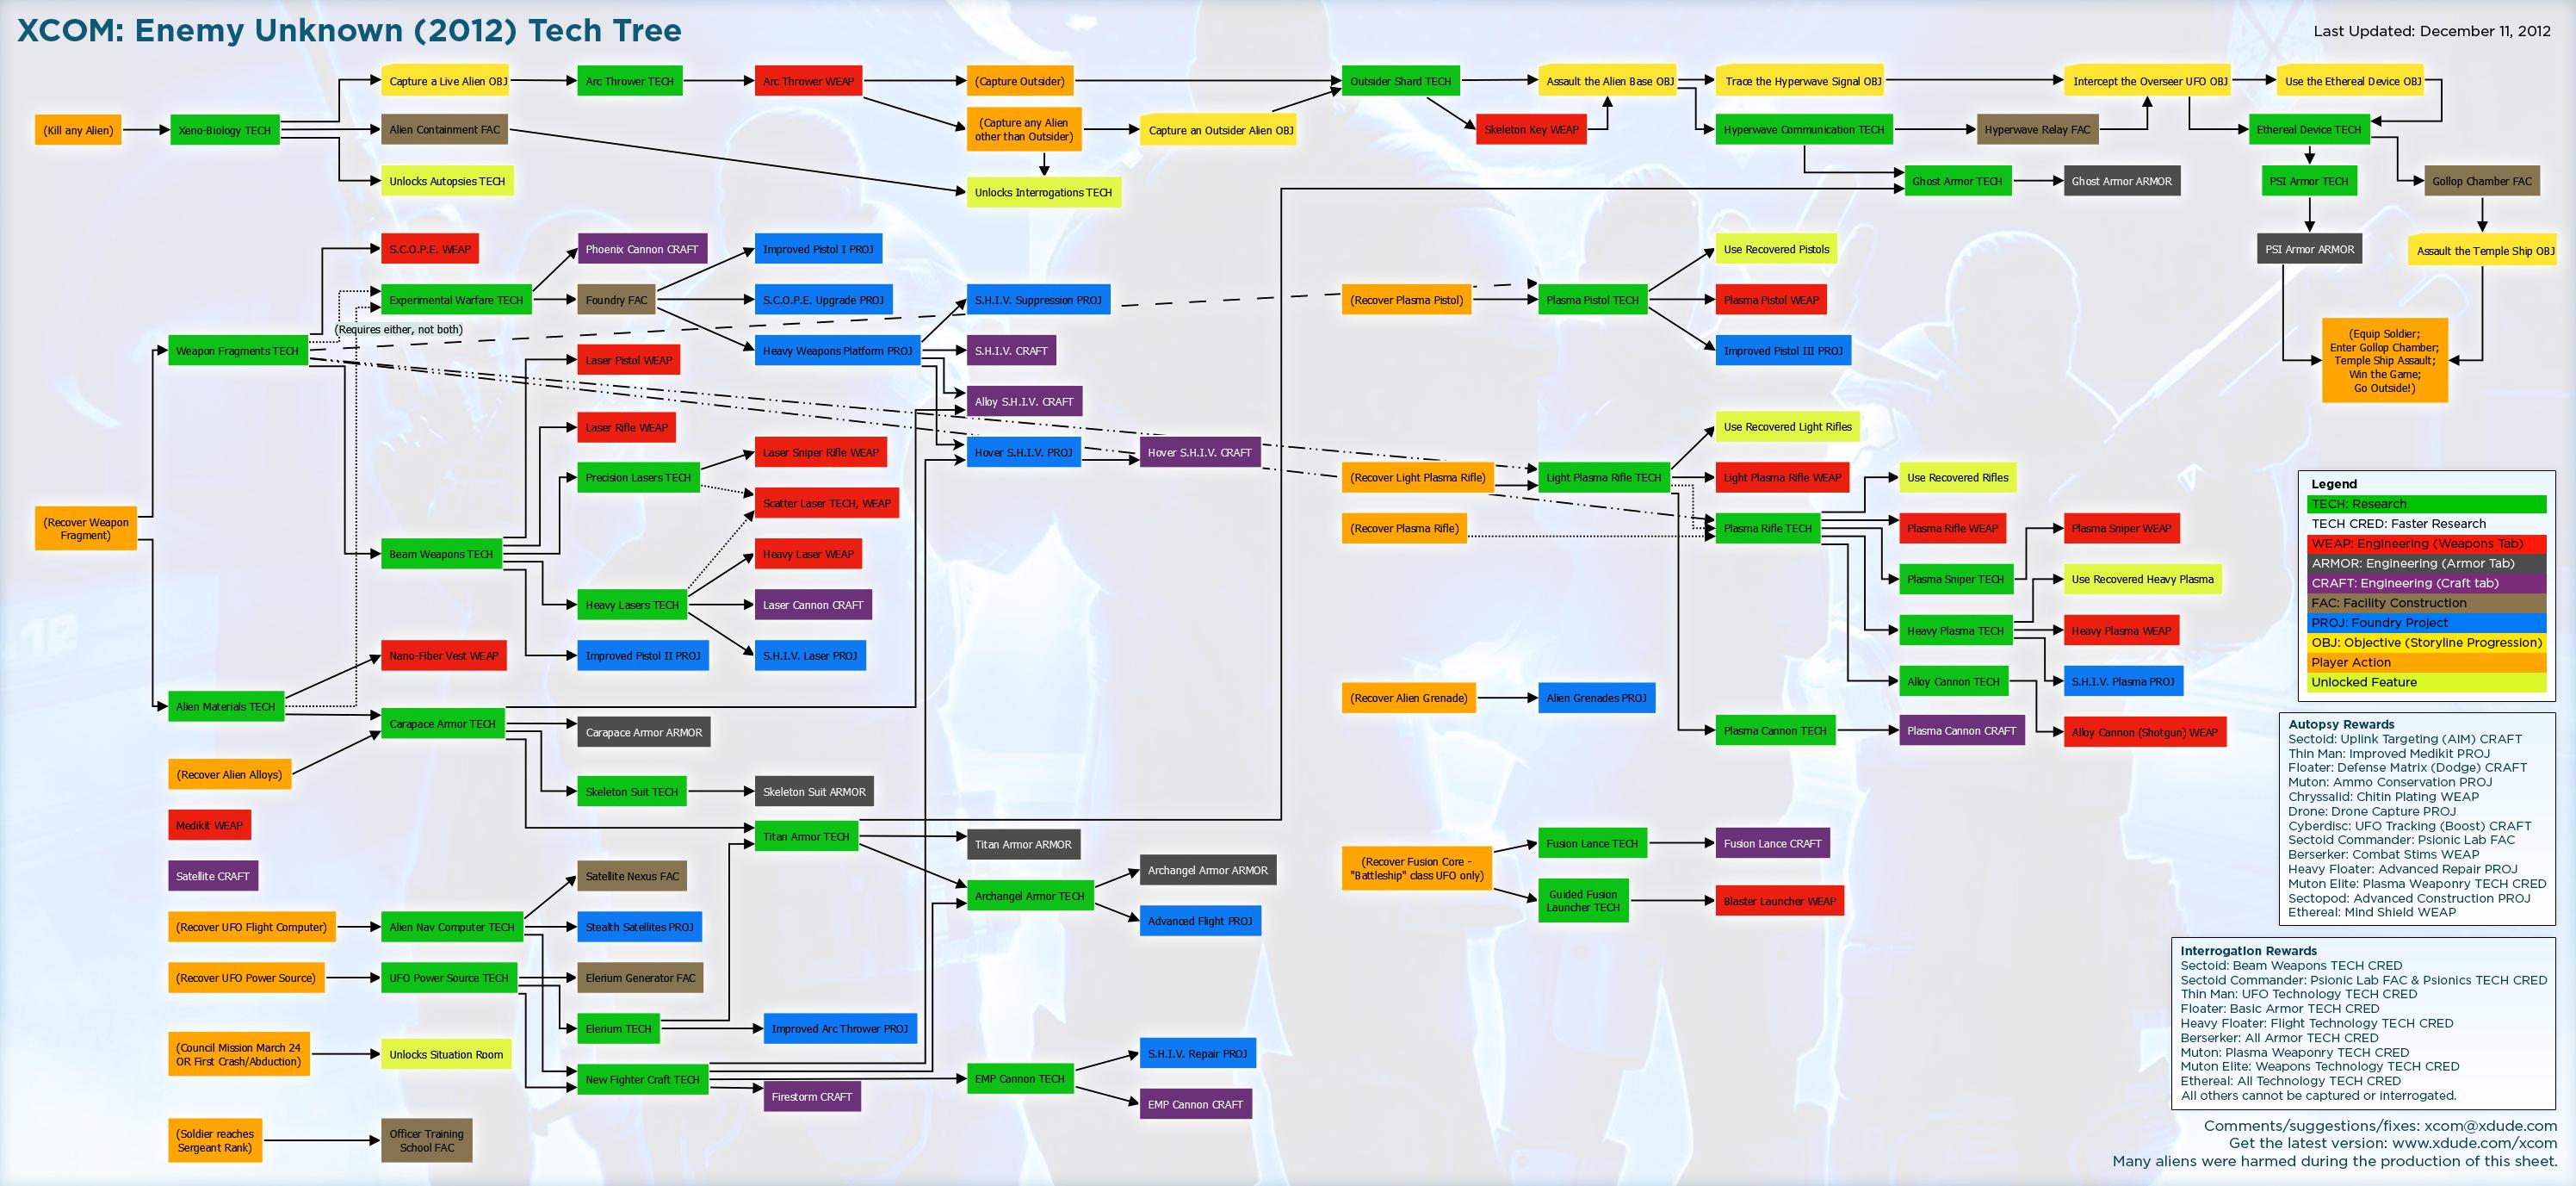 XCOM: Enemy Unknown (2012) Tech Tree
Last Updated: December 11, 2012
Capture a Live Alien OBJ
Arc Thrower TECH
Arc Thrower WEAP
(Capture Outsider)
Outsider Shard TECH
Assault the Alien Base OBJ
Trace the Hyperwave Signal OBJ
Intercept the Overseer UFO OBJ
Use the Ethereal Device OBJ
(Kill any Alien)
Xeno-Biology TECH
Alien Containment FAC
(Capture any Alien
other than Outsider)
Capture an Outsider Alien OBJ
Skeleton Key WEAP
Hyperwave Communication TECH
Hyperwave Relay FAC
Ethereal Device TECH
Unlocks Autopsies TECH
Unlocks Interrogations TECH
Ghost Armor TECH
Ghost Armor ARMOR
PSI Armor TECH
Gollop Chamber FAC
S.C.O.P.E. WEAP
Phoenix Cannon CRAFT
Improved Pistol I PROJ
Use Recovered Pistols
PSI Armor ARMOR
Assault the Temple Ship OBJ
Experimental Warfare TECH
Foundry FAC
S.C.O.P.E. Upgrade PROJ
S.H.I.V. Suppression PROJ
(Recover Plasma Pistol)
Plasma Pistol TECH
Plasma Pistol WEAP
(Requires either, not both)
Weapon Fragments TECH
Laser Pistol WEAP
Heavy Weapons Platform PROJ
S.H.I.V. CRAFT
Improved Pistol III PROJ
(Equip Soldier;
Enter Gollop Chamber;
Temple Ship Assault;
Win the Game;
Go Outside!)
Alloy S.H.I.V. CRAFT
Laser Rifle WEAP
Use Recovered Light Rifles
Laser Sniper Rifle WEAP
Hover S.H.I.V. PROJ
Hover S.H.I.V. CRAFT
Precision Lasers TECH
(Recover Light Plasma Rifle)
Light Plasma Rifle TECH
Light Plasma Rifle WEAP
Use Recovered Rifles
Scatter Laser TECH, WEAP
(Recover Weapon
Fragment)
(Recover Plasma Rifle)
Plasma Rifle TECH
Plasma Rifle WEAP
Plasma Sniper WEAP
Beam Weapons TECH
Heavy Laser WEAP
Plasma Sniper TECH
Use Recovered Heavy Plasma
Heavy Lasers TECH
Laser Cannon CRAFT
Heavy Plasma TECH
Heavy Plasma WEAP
Nano-Fiber Vest WEAP
Improved Pistol II PROJ
S.H.I.V. Laser PROJ
Alloy Cannon TECH
S.H.I.V. Plasma PROJ
Alien Materials TECH
(Recover Alien Grenade)
Alien Grenades PROJ
Carapace Armor TECH
Carapace Armor ARMOR
Plasma Cannon TECH
Plasma Cannon CRAFT
Alloy Cannon (Shotgun) WEAP
(Recover Alien Alloys)
Skeleton Suit TECH
Skeleton Suit ARMOR
Medikit WEAP
Titan Armor TECH
Titan Armor ARMOR
Fusion Lance TECH
Fusion Lance CRAFT
Satellite CRAFT
Satellite Nexus FAC
Archangel Armor TECH
Archangel Armor ARMOR
(Recover Fusion Core -
"Battleship" class UFO only)
Guided Fusion
Launcher TECH
Blaster Launcher WEAP
(Recover UFO Flight Computer)
Alien Nav Computer TECH
Stealth Satellites PROJ
Advanced Flight PROJ
(Recover UFO Power Source)
UFO Power Source TECH
Elerium Generator FAC
Elerium TECH
Improved Arc Thrower PROJ
(Council Mission March 24
OR First Crash/Abduction)
Unlocks Situation Room
S.H.I.V. Repair PROJ
New Fighter Craft TECH
Firestorm CRAFT
EMP Cannon TECH
EMP Cannon CRAFT
(Soldier reaches
Sergeant Rank)
Officer Training
School FAC
Legend
TECH: Research
TECH CRED: Faster Research
WEAP: Engineering (Weapons Tab)
ARMOR: Engineering (Armor Tab)
CRAFT: Engineering (Craft tab)
FAC: Facility Construction
PROJ: Foundry Project
OBJ: Objective (Storyline Progression)
Player Action
Unlocked Feature
Autopsy Rewards
Sectoid: Uplink Targeting (AIM) CRAFT
Thin Man: Improved Medikit PROJ
Floater: Defense Matrix (Dodge) CRAFT
Muton: Ammo Conservation PROJ
Chryssalid: Chitin Plating WEAP
Drone: Drone Capture PROJ
Cyberdisc: UFO Tracking (Boost) CRAFT
Sectoid Commander: Psionic Lab FAC
Berserker: Combat Stims WEAP
Heavy Floater: Advanced Repair PROJ
Muton Elite: Plasma Weaponry TECH CRED
Sectopod: Advanced Construction PROJ
Ethereal: Mind Shield WEAP
Interrogation Rewards
Sectoid: Beam Weapons TECH CRED
Sectoid Commander: Psionic Lab FAC & Psionics TECH CRED
Thin Man: UFO Technology TECH CRED
Floater: Basic Armor TECH CRED
Heavy Floater: Flight Technology TECH CRED
Berserker: All Armor TECH CRED
Muton: Plasma Weaponry TECH CRED
Muton Elite: Weapons Technology TECH CRED
Ethereal: All Technology TECH CRED
All others cannot be captured or interrogated.
Comments/suggestions/fixes: xcom@xdude.com
Get the latest version: www.xdude.com/xcom
Many aliens were harmed during the production of this sheet.